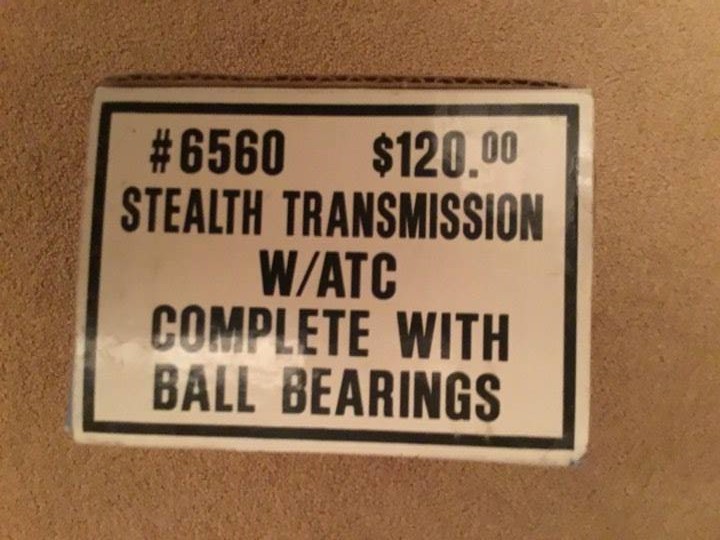 #6560 $120.00
STEALTH TRANSMISSION
W/ATC
COMPLETE WITH
BALL BEARINGS